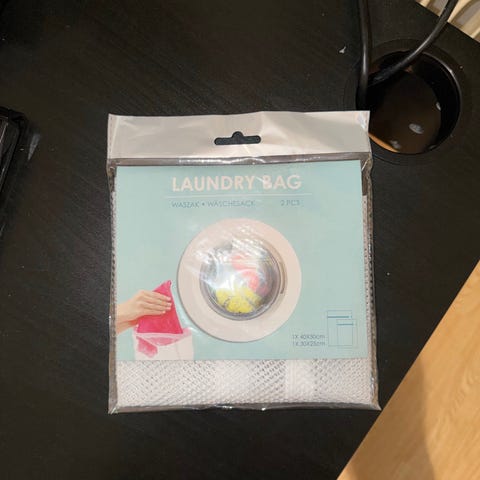 LAUNDRY BAG
WASZAK • WÄSCHESACK 2 PCS
1X 40X50cm
1X 30X25cm